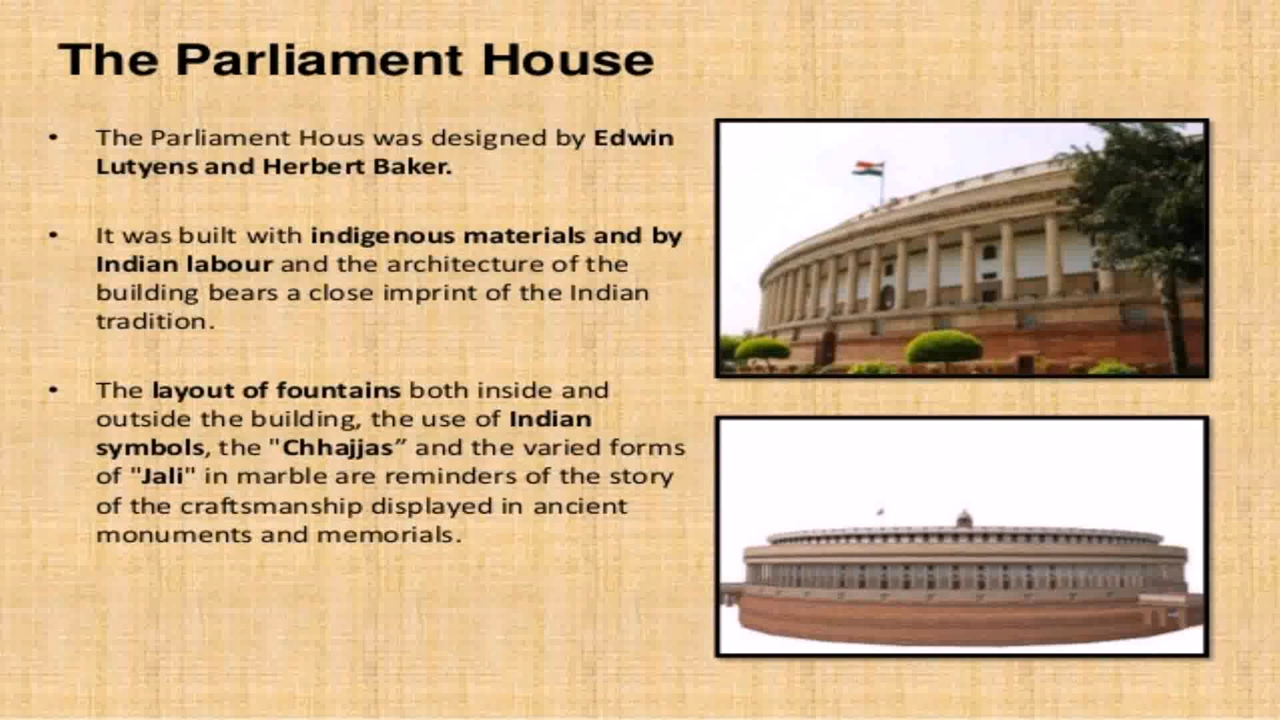 The Parliament House
• The Parliament Hous was designed by Edwin
Lutyens and Herbert Baker.
• It was built with indigenous materials and by
Indian labour and the architecture of the
building bears a close imprint of the Indian
tradition.
• The layout of fountains both inside and
outside the building, the use of Indian
symbols, the "Chhajjas” and the varied forms
of "Jali" in marble are reminders of the story
of the craftsmanship displayed in ancient
monuments and memorials.